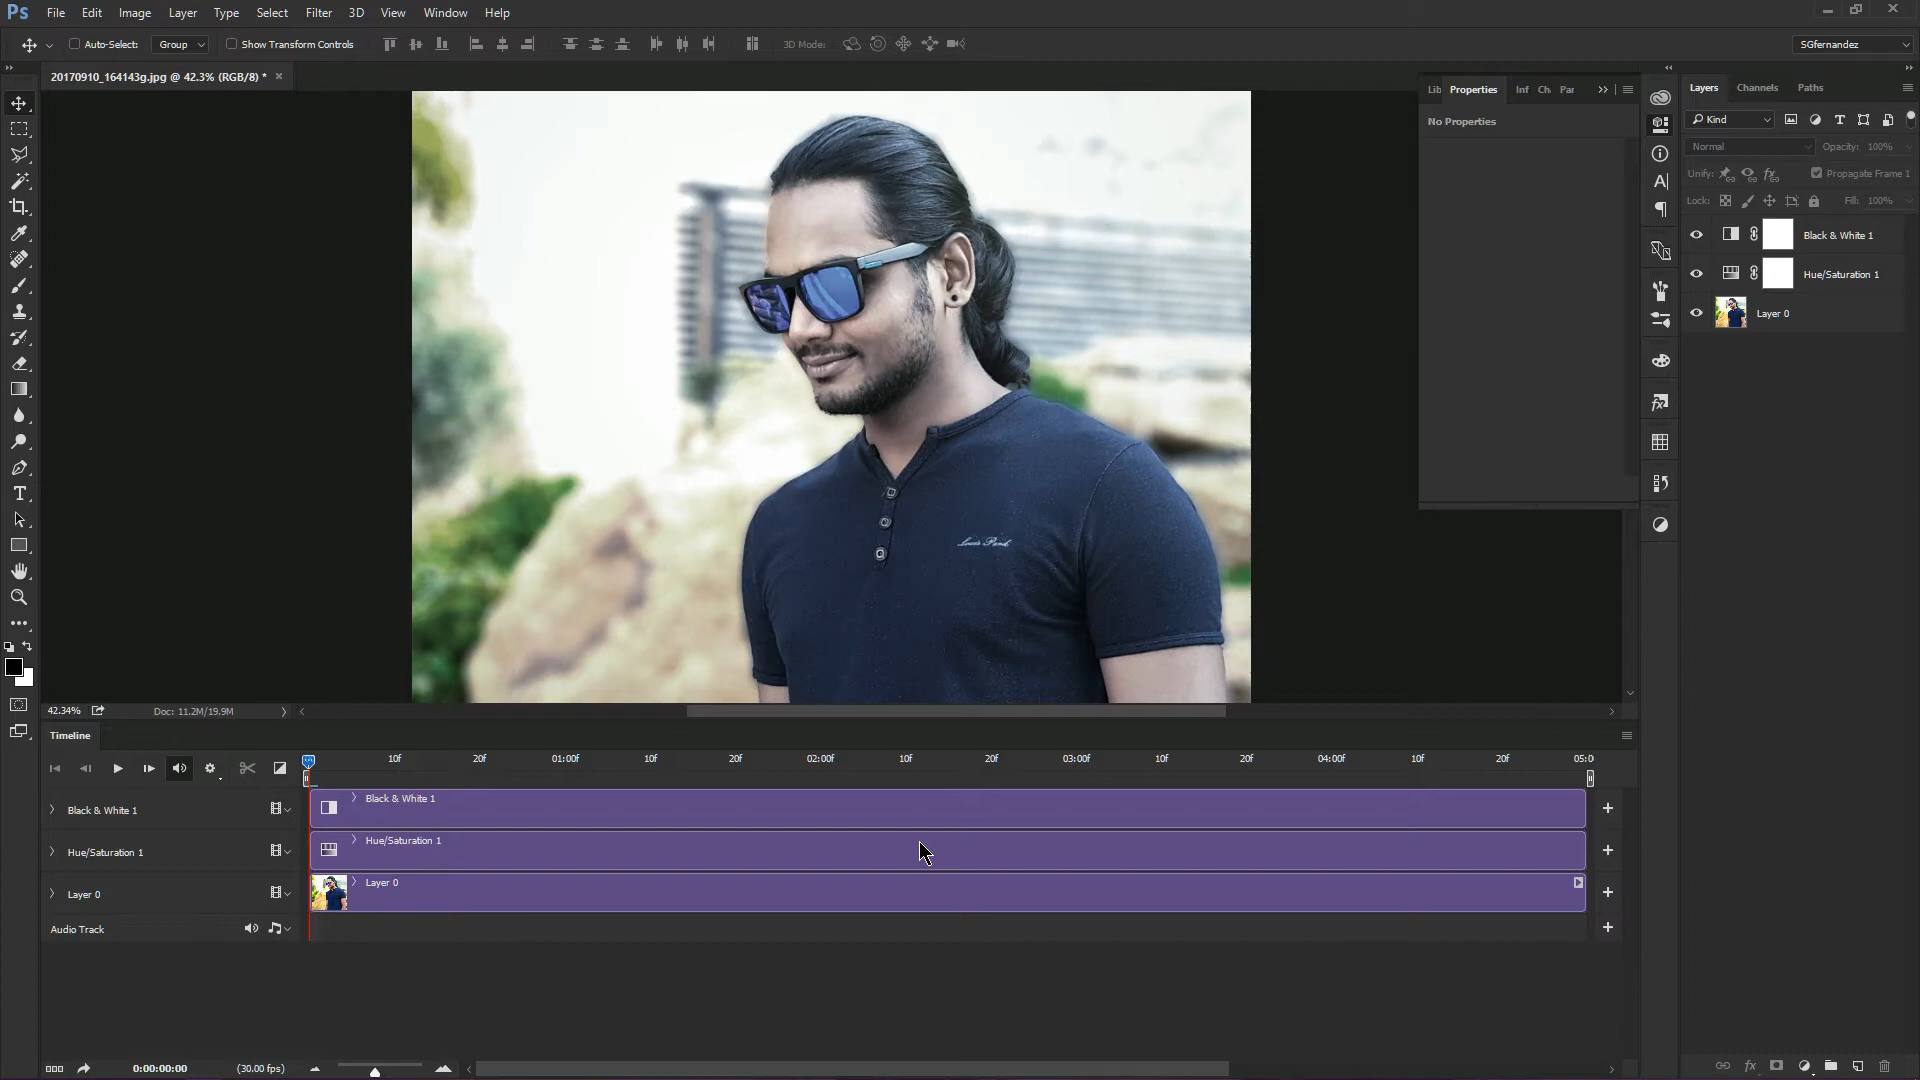 Ps File Edit Image Layer Type Select Filter 3D View Window Help
Auto-Select: Group Show Transform Controls 3D Mode: SGfernandez
20170910_164143g.jpg @ 42.3% (RGB/8) * ×
Lib Properties Inf Ch Par
No Properties
Layers Channels Paths
Kind
Normal Opacity: 100%
Unify: Propagate Frame 1
Lock: Fill: 100%
Black & White 1
Hue/Saturation 1
Layer 0
Louis Park
42.34% Doc: 11.2M/19.9M
Timeline
10f 20f 01:00f 10f 20f 02:00f 10f 20f 03:00f 10f 20f 04:00f 10f 20f 05:0
Black & White 1 Black & White 1
Hue/Saturation 1 Hue/Saturation 1
Layer 0 Layer 0
Audio Track
0:00:00:00 (30.00 fps)